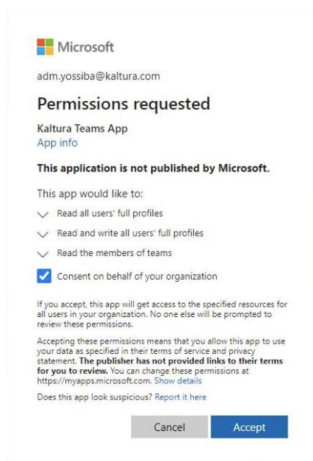 Microsoft
adm.yossiba@kaltura.com
Permissions requested
Kaltura Teams App
App info
This application is not published by Microsoft.
This app would like to:
Read all users' full profiles
Read and write all users' full profiles
Read the members of teams
Consent on behalf of your organization
If you accept, this app will get access to the specified resources for
all users in your organization. No one else will be prompted to
review these permissions.
Accepting these permissions means that you allow this app to use
your data as specified in their terms of service and privacy
statement. The publisher has not provided links to their terms
for you to review. You can change these permissions at
https://myapps.microsoft.com. Show details
Does this app look suspicious? Report it here
Cancel Accept